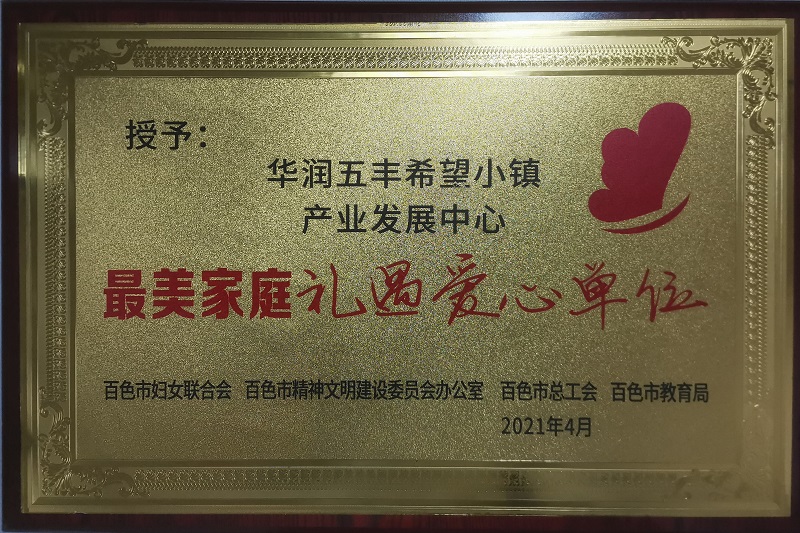 授予：
华润五丰希望小镇
产业发展中心
最美家庭礼遇爱心单位
百色市妇女联合会 百色市精神文明建设委员会办公室 百色市总工会 百色市教育局
2021年4月